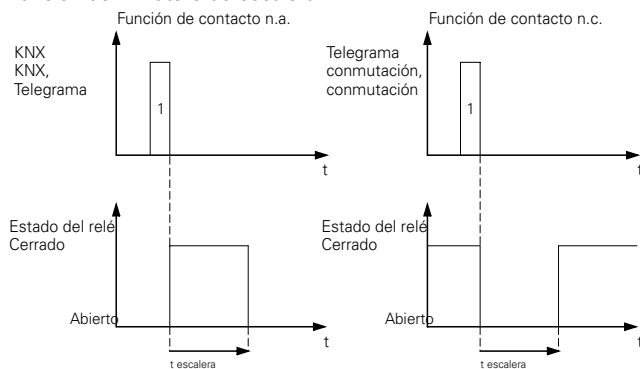 Función de contacto n.a.
KNX
KNX,
Telegrama
1
t
Estado del relé
Cerrado
Abierto
t
t escalera
Función de contacto n.c.
Telegrama
conmutación,
conmutación
1
t
Estado del relé
Cerrado
Abierto
t
t escalera